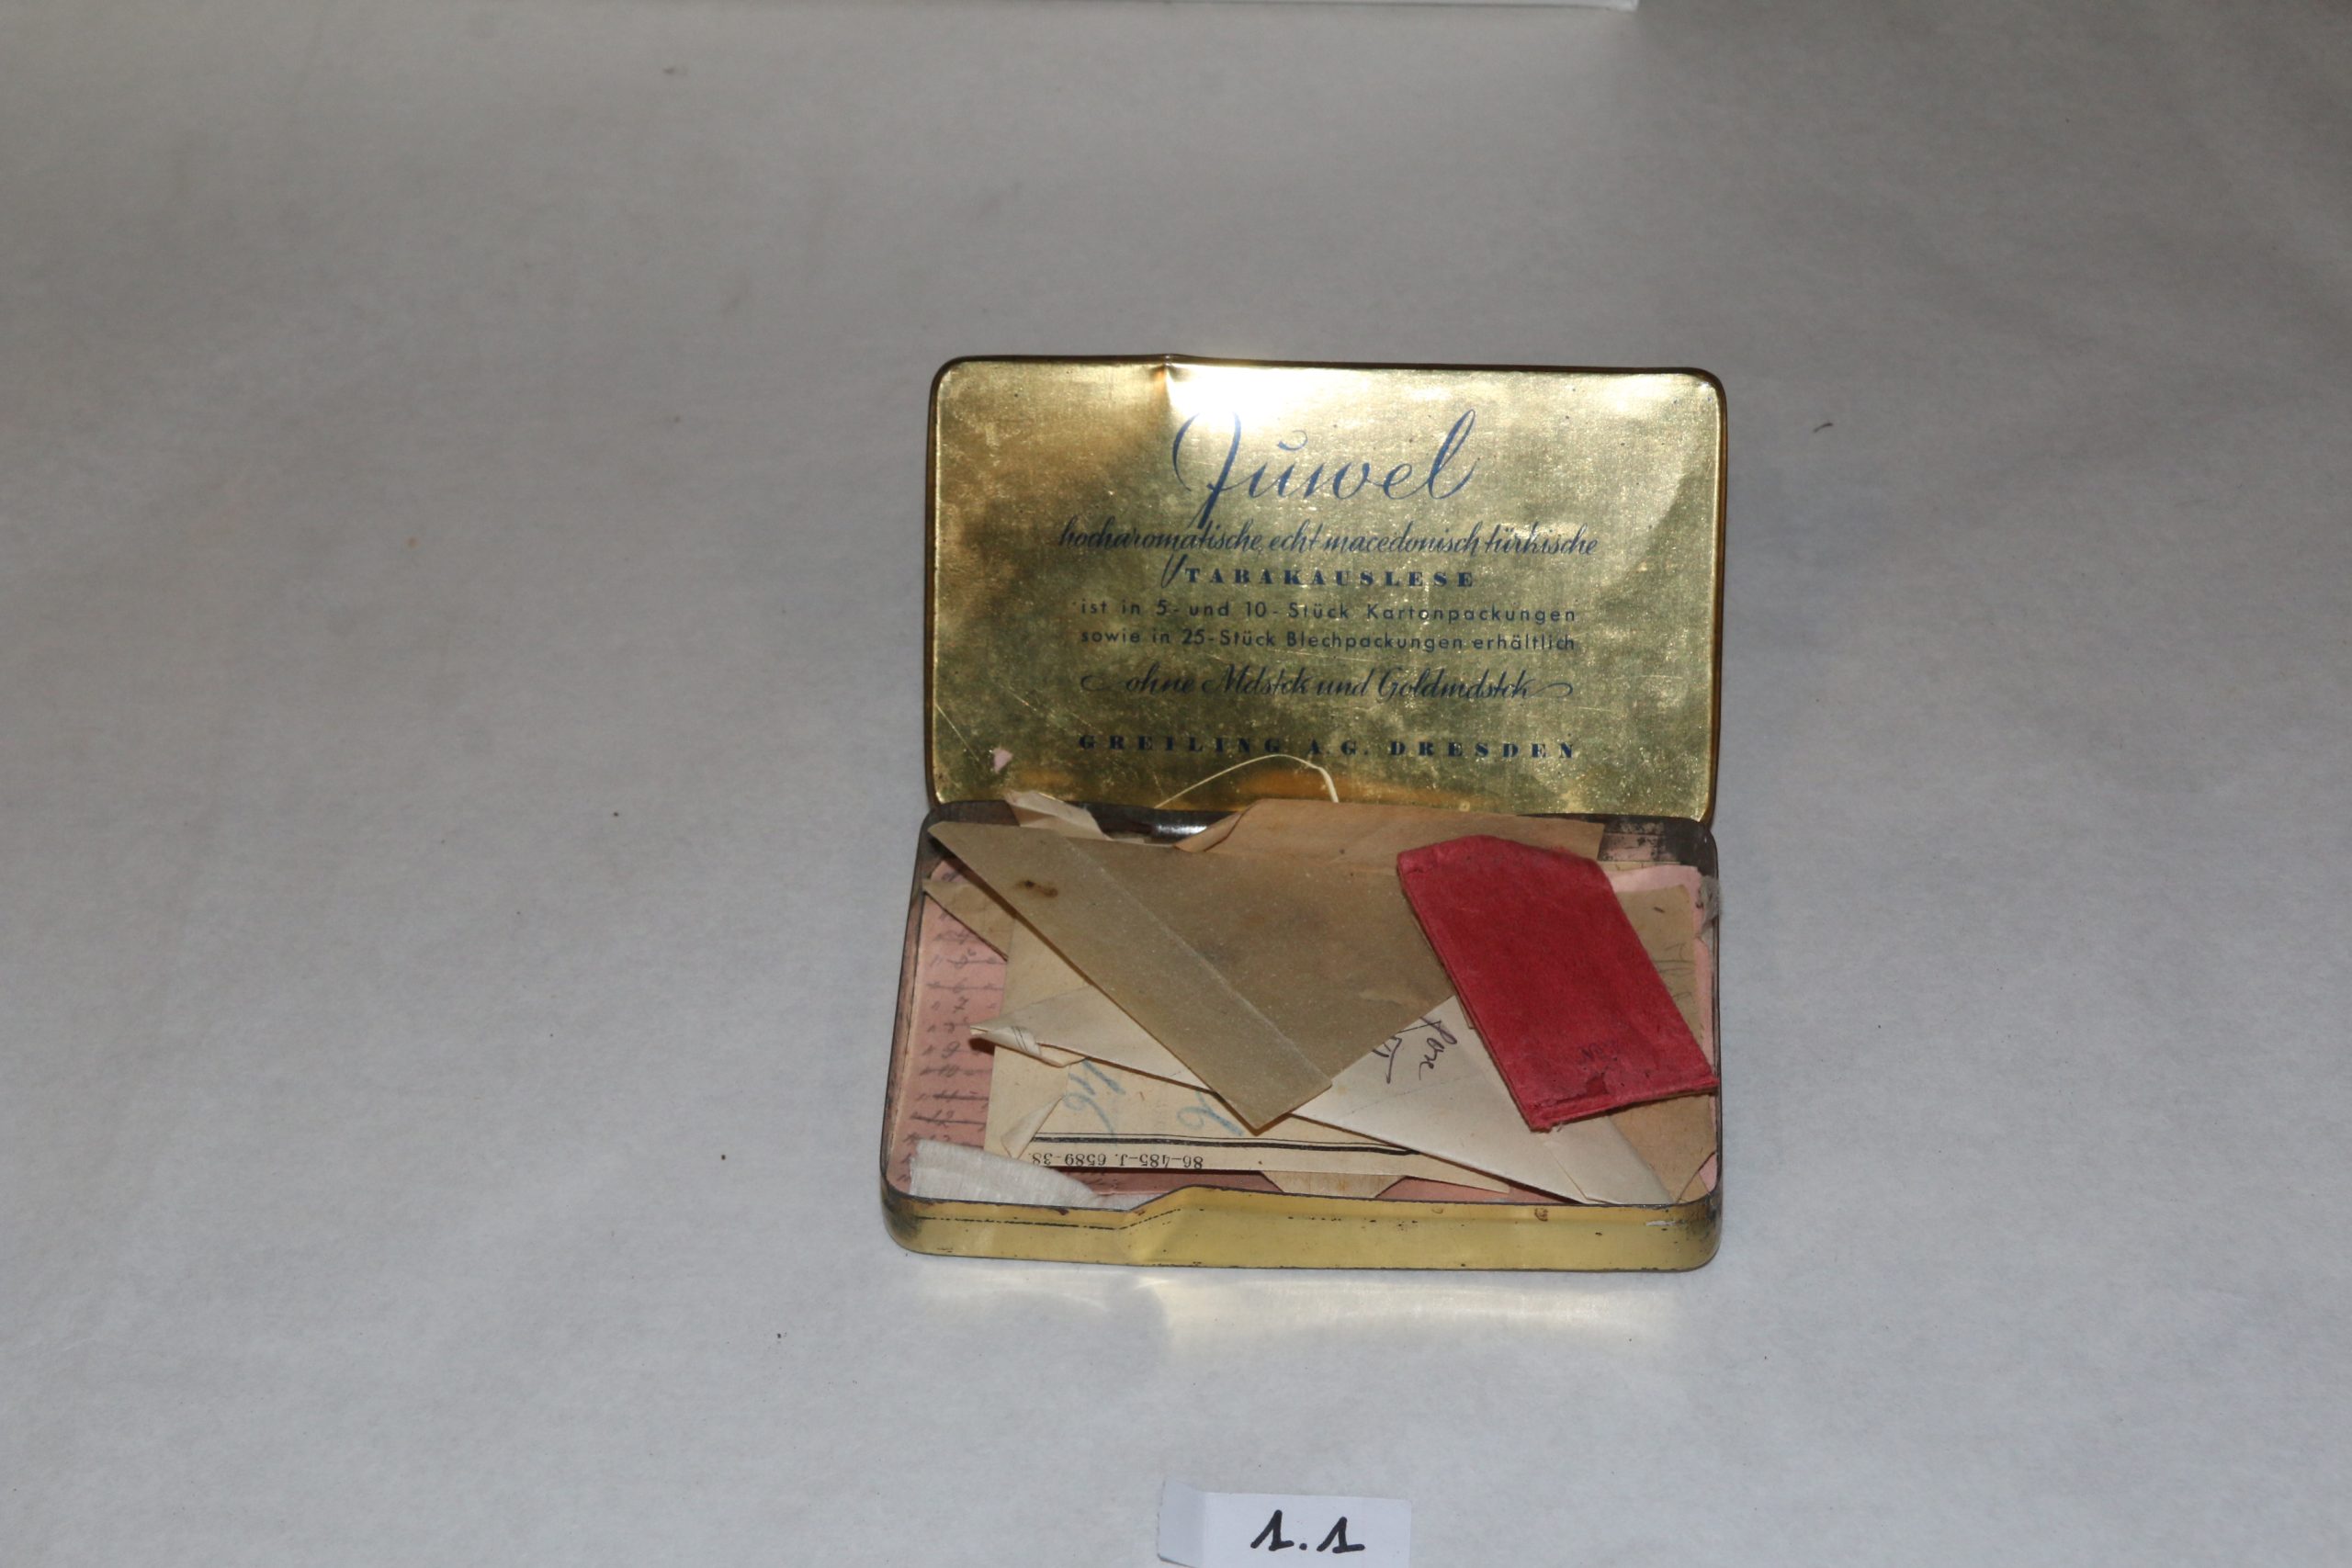 Juwel
hocharomatische, echt macedonisch türkische
TABAKAUSLESE
ist in 5- und 10-Stück Kartonpackungen
sowie in 25-Stück Blechpackungen erhältlich
ohne Mdstck und Goldmdstck
GREILING A.G. DRESDEN
86-485-J. 6589-38.
1.1